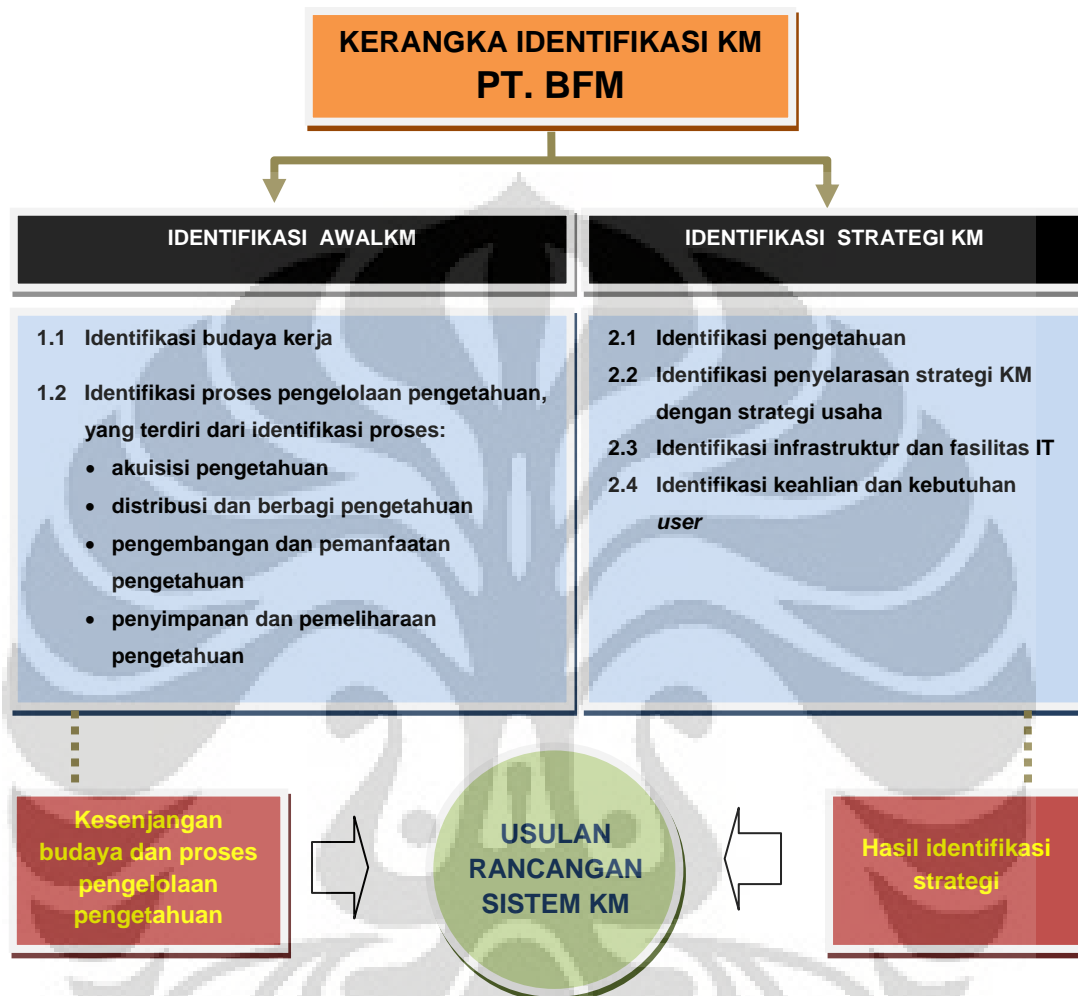 KERANGKA IDENTIFIKASI KM
PT. BFM
IDENTIFIKASI AWALKM
1.1 Identifikasi budaya kerja
1.2 Identifikasi proses pengelolaan pengetahuan,
yang terdiri dari identifikasi proses:
• akuisisi pengetahuan
• distribusi dan berbagi pengetahuan
• pengembangan dan pemanfaatan
pengetahuan
• penyimpanan dan pemeliharaan
pengetahuan
IDENTIFIKASI STRATEGI KM
2.1 Identifikasi pengetahuan
2.2 Identifikasi penyelarasan strategi KM
dengan strategi usaha
2.3 Identifikasi infrastruktur dan fasilitas IT
2.4 Identifikasi keahlian dan kebutuhan
user
Kesenjangan
budaya dan proses
pengelolaan
pengetahuan
USULAN
RANCANGAN
SISTEM KM
Hasil identifikasi
strategi